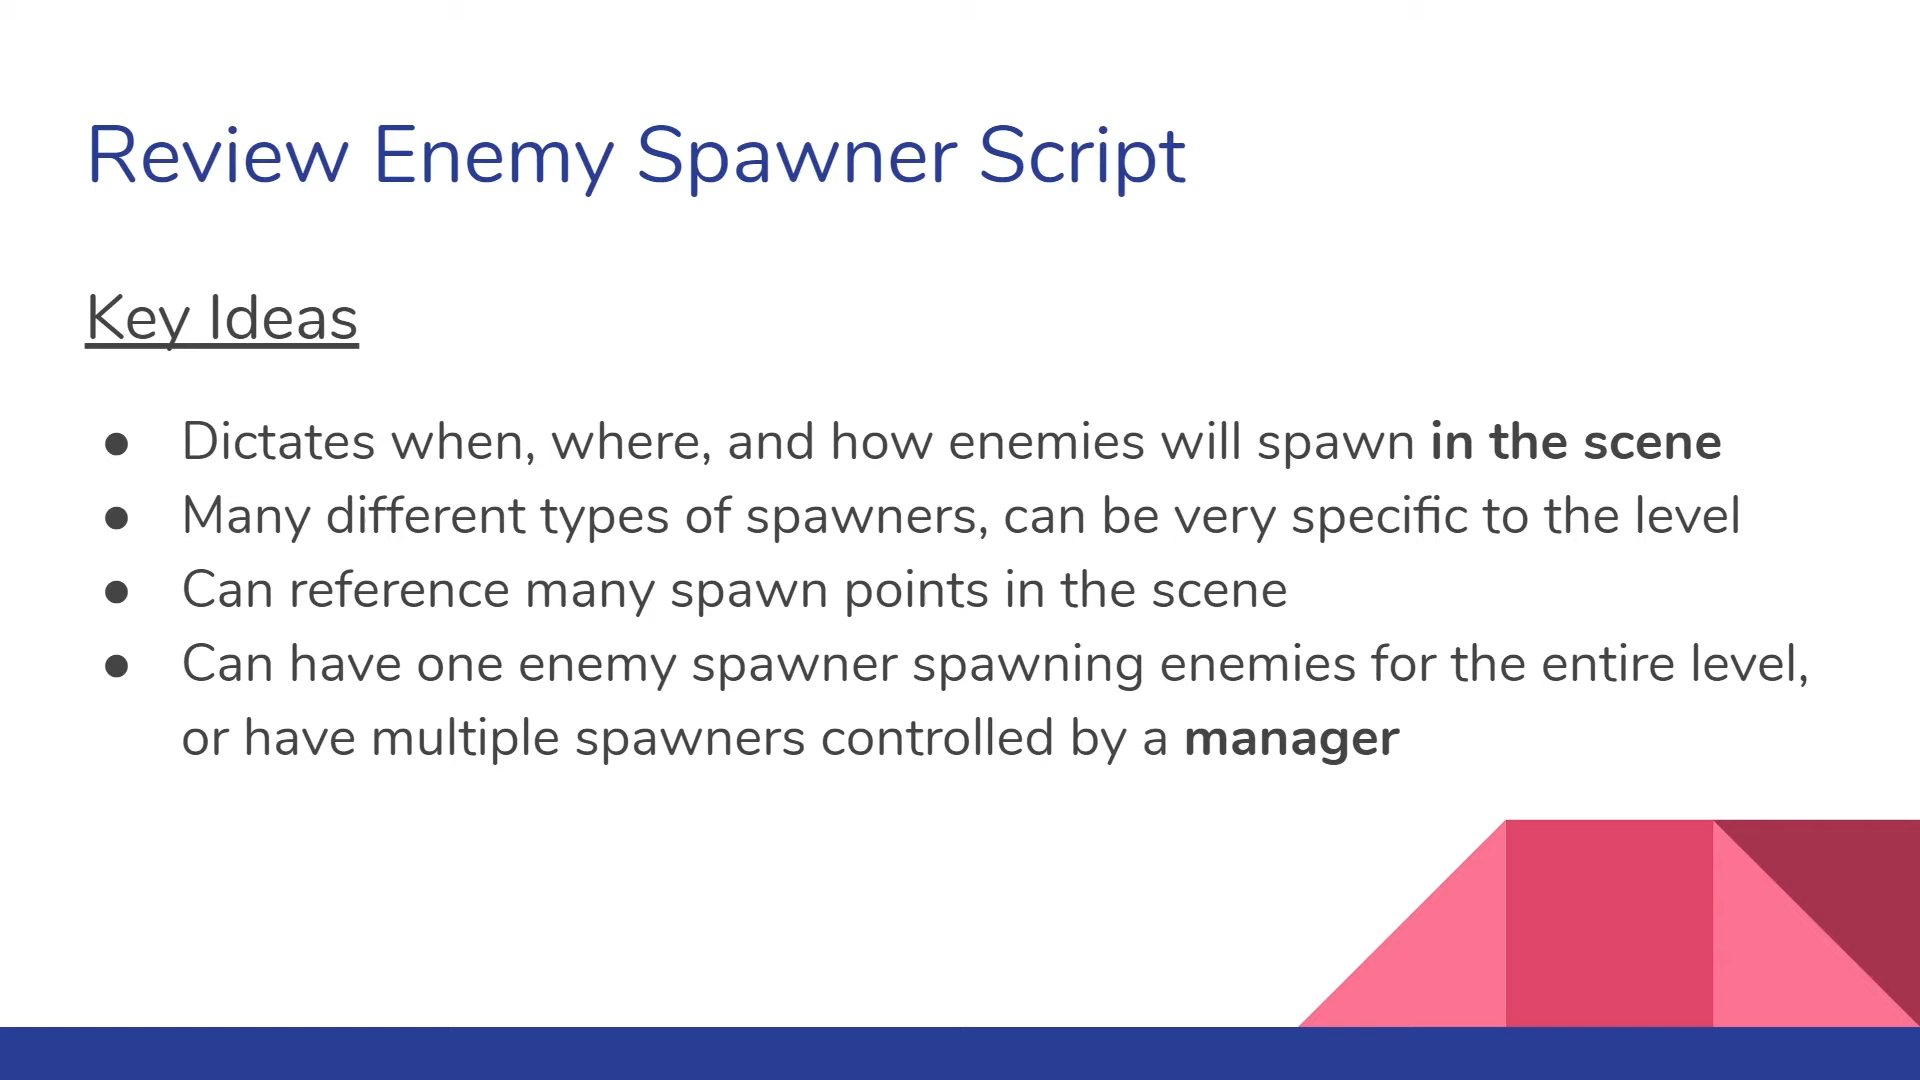 Review Enemy Spawner Script
Key Ideas
● Dictates when, where, and how enemies will spawn in the scene
● Many different types of spawners, can be very specific to the level
● Can reference many spawn points in the scene
● Can have one enemy spawner spawning enemies for the entire level,
or have multiple spawners controlled by a manager